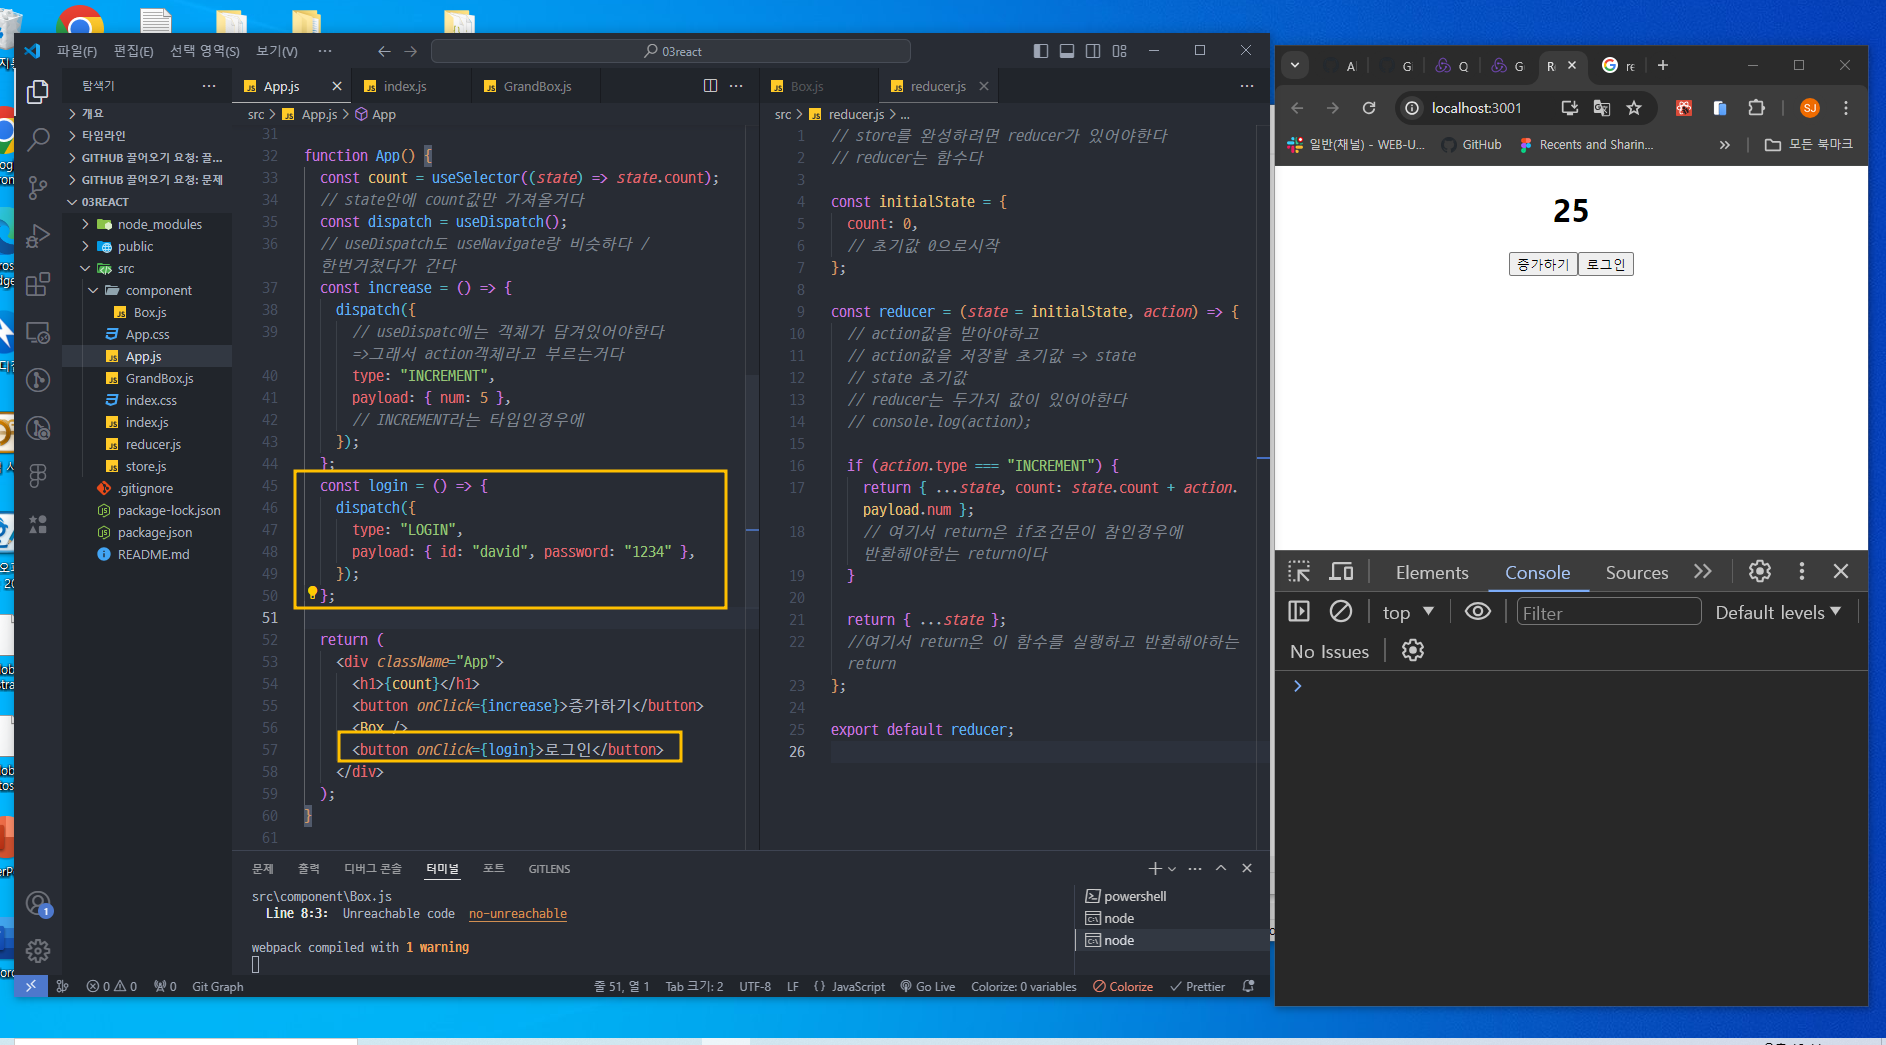 파일(F) 편집(E) 선택 영역(S) 보기(V) ··· 03react
탐색기 ···
개요
타임라인
GITHUB 끌어오기 요청: 끌...
GITHUB 끌어오기 요청: 문제
03REACT
node_modules
public
src
component
Box.js
App.css
App.js
GrandBox.js
index.css
index.js
reducer.js
store.js
.gitignore
package-lock.json
package.json
README.md
App.js index.js GrandBox.js
src > App.js > App
31
32 function App() {
33 const count = useSelector((state) => state.count);
34 // state안에 count값만 가져올거다
35 const dispatch = useDispatch();
36 // useDispatch도 useNavigate랑 비슷하다 /
한번거쳤다가 간다
37 const increase = () => {
38 dispatch({
39 // useDispatc에는 객체가 담겨있어야한다
=>그래서 action객체라고 부르는거다
40 type: "INCREMENT",
41 payload: { num: 5 },
42 // INCREMENT라는 타입인경우에
43 });
44 };
45 const login = () => {
46 dispatch({
47 type: "LOGIN",
48 payload: { id: "david", password: "1234" },
49 });
50 };
51
52 return (
53 <div className="App">
54 <h1>{count}</h1>
55 <button onClick={increase}>증가하기</button>
56 <Box />
57 <button onClick={login}>로그인</button>
58 </div>
59 );
60 }
61
Box.js reducer.js
src > reducer.js > ...
1 // store를 완성하려면 reducer가 있어야한다
2 // reducer는 함수다
3
4 const initialState = {
5 count: 0,
6 // 초기값 0으로시작
7 };
8
9 const reducer = (state = initialState, action) => {
10 // action값을 받아야하고
11 // action값을 저장할 초기값 => state
12 // state 초기값
13 // reducer는 두가지 값이 있어야한다
14 // console.log(action);
15
16 if (action.type === "INCREMENT") {
17 return { ...state, count: state.count + action.
payload.num };
18 // 여기서 return은 if조건문이 참인경우에
반환해야한는 return이다
19 }
20
21 return { ...state };
22 //여기서 return은 이 함수를 실행하고 반환해야하는
return
23 };
24
25 export default reducer;
26
문제 출력 디버그 콘솔 터미널 포트 GITLENS
src\component\Box.js
Line 8:3: Unreachable code no-unreachable
webpack compiled with 1 warning
powershell
node
node
1
0 0 0 Git Graph 줄 51, 열 1 Tab 크기: 2 UTF-8 LF {} JavaScript Go Live Colorize: 0 variables Colorize Prettier
localhost:3001 SJ
일반(채널) - WEB-U... GitHub Recents and Sharin... » 모든 북마크
25
증가하기 로그인
Elements Console Sources
top Filter Default levels
No Issues